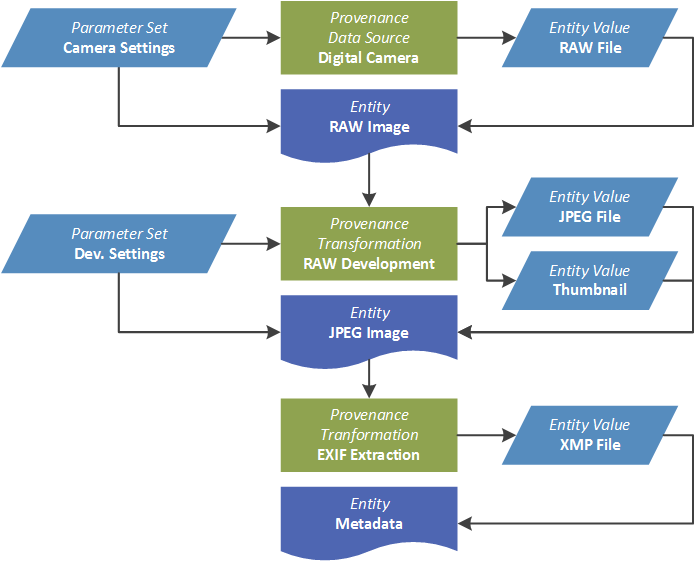 Parameter Set
Camera Settings
Provenance
Data Source
Digital Camera
Entity Value
RAW File
Entity
RAW Image
Parameter Set
Dev. Settings
Provenance
Transformation
RAW Development
Entity Value
JPEG File
Entity Value
Thumbnail
Entity
JPEG Image
Provenance
Tranformation
EXIF Extraction
Entity Value
XMP File
Entity
Metadata